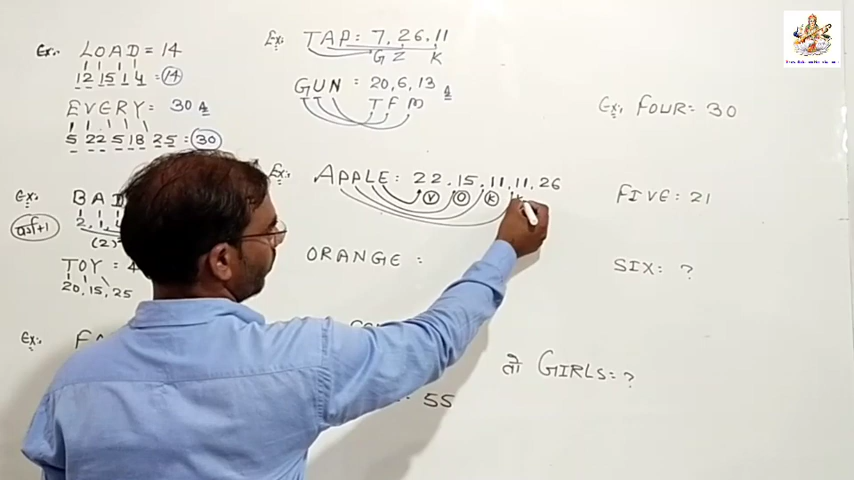 Ex:- LOAD = 14
12 15 1 4 = 14
EVERY: 30
5 22 5 18 25 = 30
Ex:-
वर्ग+1
TOY
20, 15, 25
Ex:-
Ex: TAP: 7, 26, 11
G Z K
GUN = 20, 6, 13
T F M
Ex:- APPLE: 22, 15, 11, 11, 26
V O K K
ORANGE :
55
Ex: FOUR= 30
FIVE: 21
SIX: ?
तो GIRLS= ?